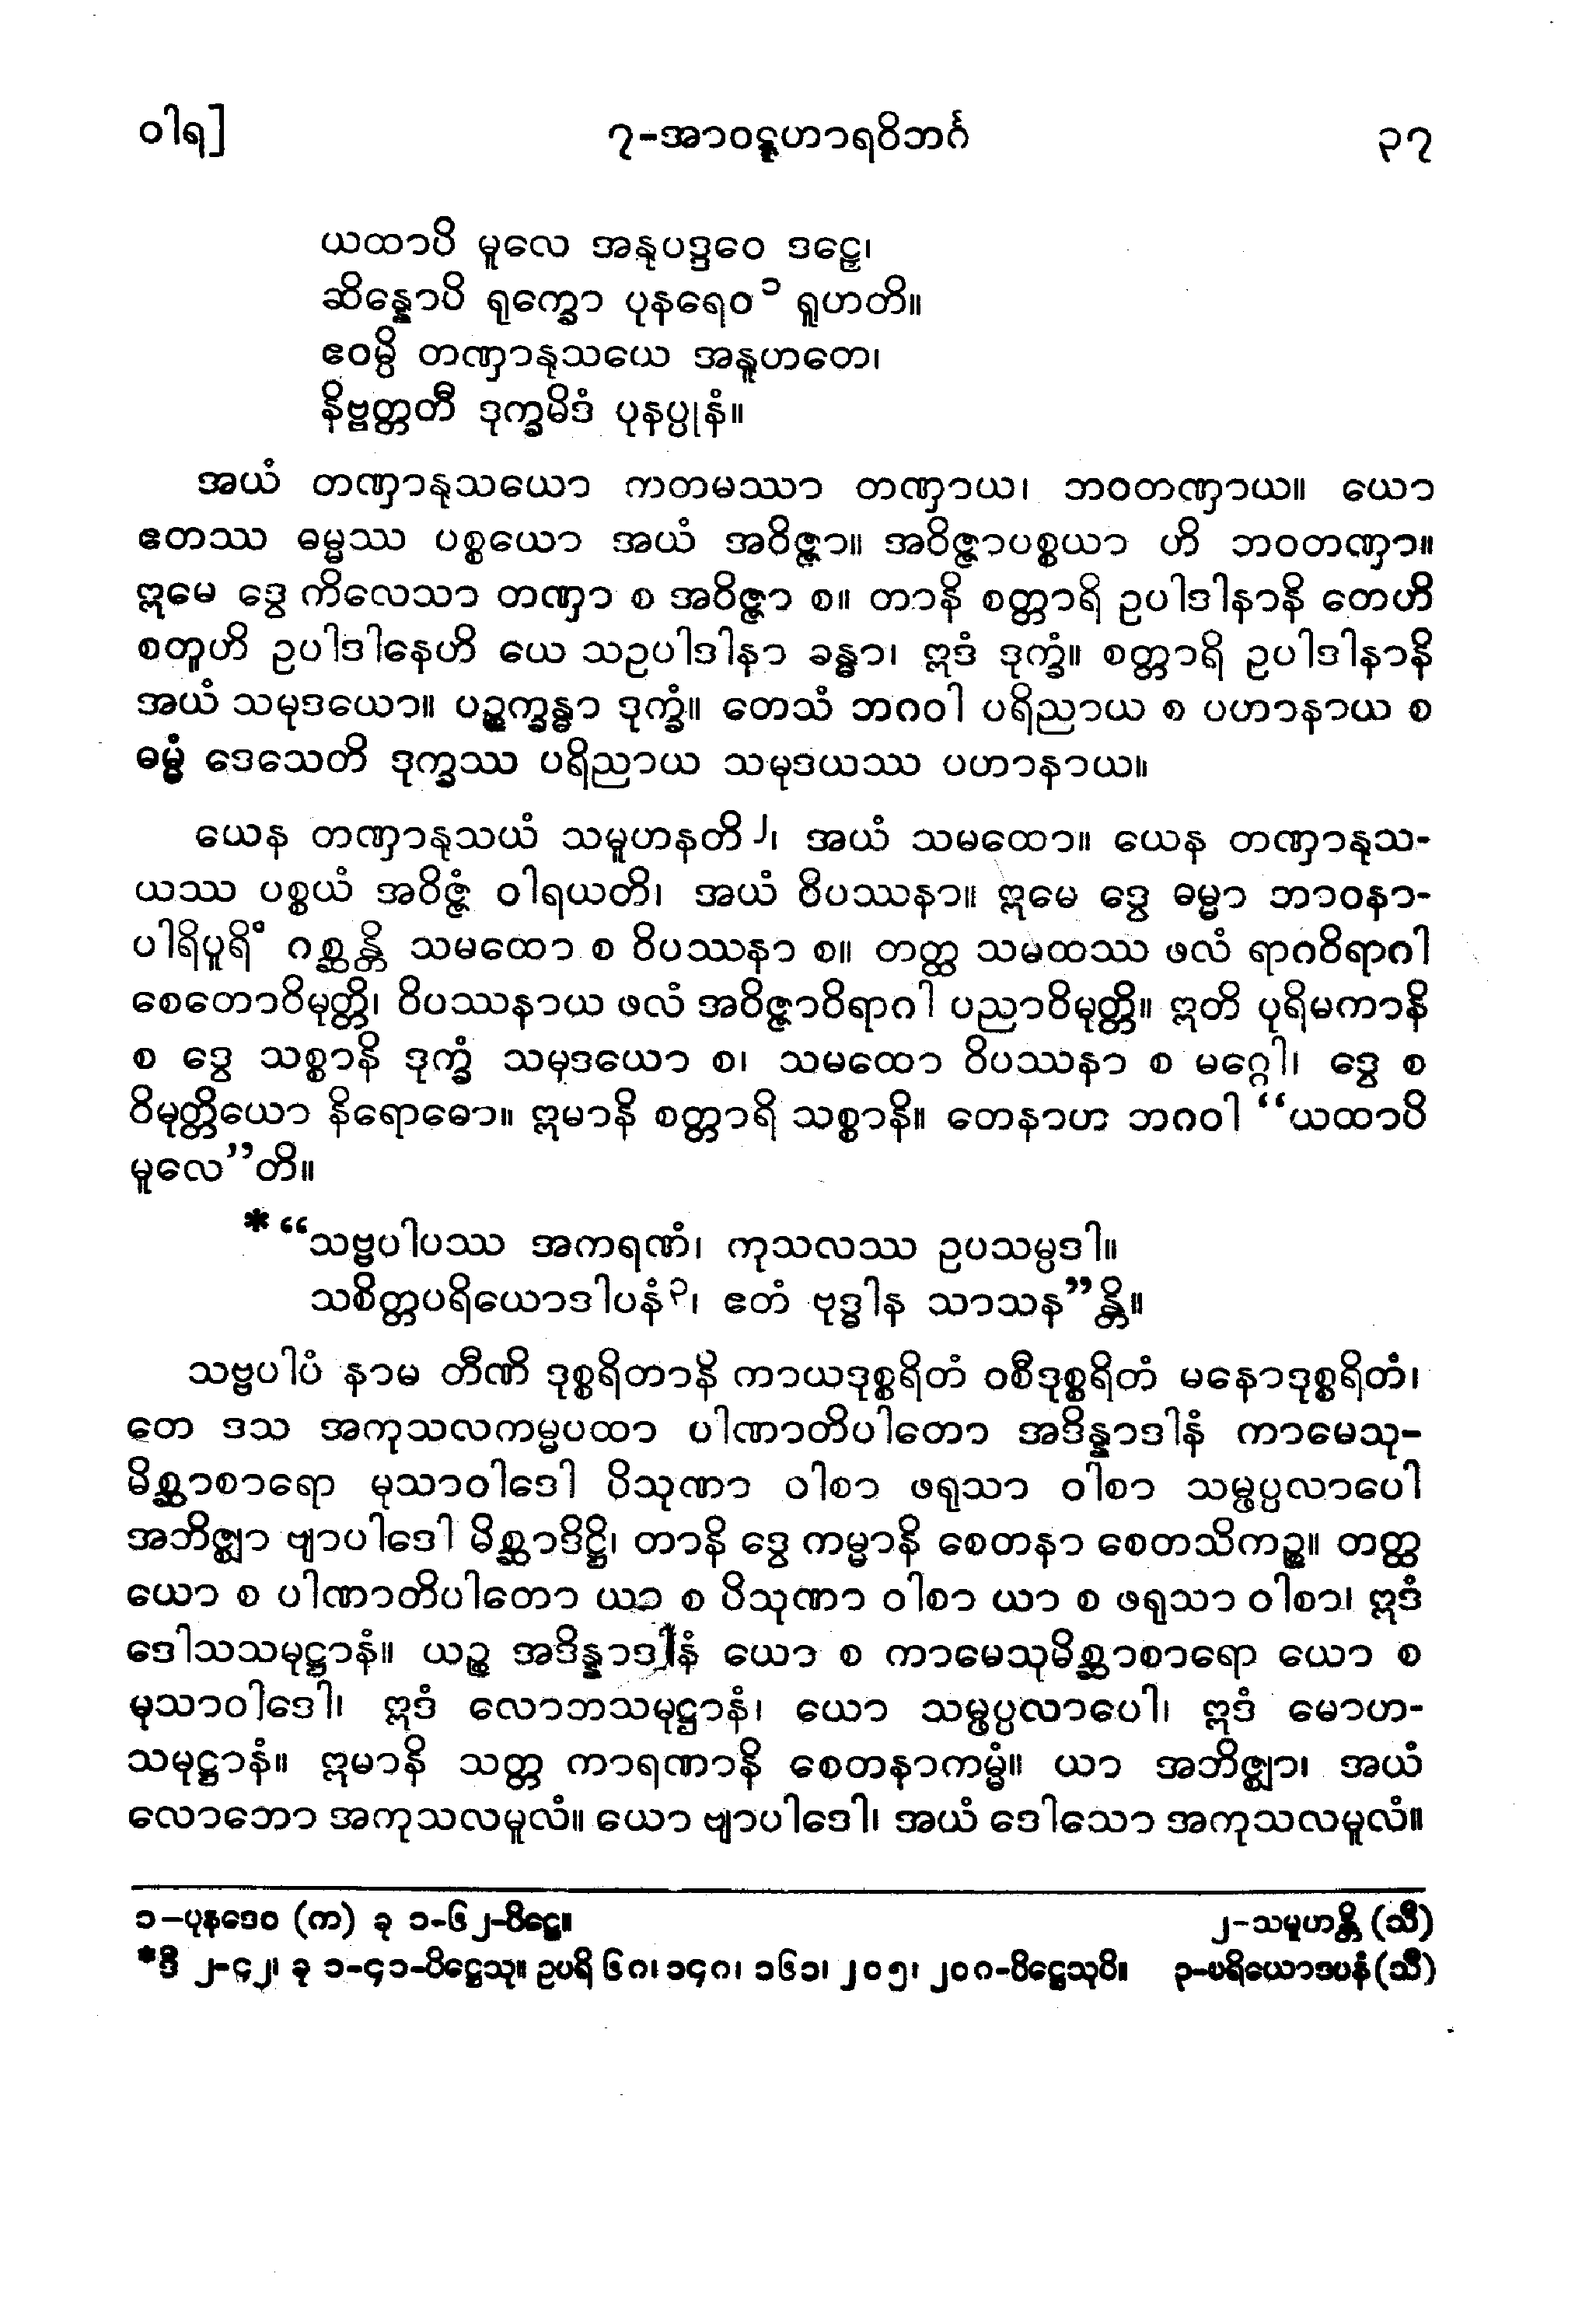 ဝါရ]
၇-အာဝဋ္ဋဟာရဝိဘင်္ဂ
၃၇
ယထာပိ မူလေ အနုပဒ္ဒဝေ ဒဠှေ၊
ဆိန္နောပိ ရုက္ခော ပုနရေဝ ၁ ရူဟတိ။
ဧဝမ္ပိ တဏှာနုသယေ အနူဟတေ၊
နိဗ္ဗတ္တတီ ဒုက္ခမိဒံ ပုနပ္ပုနံ။
အယံ တဏှာနုသယော ကတမဿာ တဏှာယ၊ ဘဝတဏှာယ။ ယော
ဧတဿ ဓမ္မဿ ပစ္စယော အယံ အဝိဇ္ဇာ။ အဝိဇ္ဇာပစ္စယာ ဟိ ဘဝတဏှာ။
ဣမေ ဒွေ ကိလေသာ တဏှာ စ အဝိဇ္ဇာ စ။ တာနိ စတ္တာရိ ဥပါဒါနာနိ တေဟိ
စတူဟိ ဥပါဒါနေဟိ ယေ သဥပါဒါနာ ခန္ဓာ၊ ဣဒံ ဒုက္ခံ။ စတ္တာရိ ဥပါဒါနာနိ
အယံ သမုဒယော။ ပဉ္စက္ခန္ဓာ ဒုက္ခံ။ တေသံ ဘဂဝါ ပရိညာယ စ ပဟာနာယ စ
ဓမ္မံ ဒေသေတိ ဒုက္ခဿ ပရိညာယ သမုဒယဿ ပဟာနာယ။
ယေန တဏှာနုသယံ သမူဟနတိ ၂၊ အယံ သမထော။ ယေန တဏှာနုသ-
ယဿ ပစ္စယံ အဝိဇ္ဇံ ဝါရယတိ၊ အယံ ဝိပဿနာ။ ဣမေ ဒွေ ဓမ္မာ ဘာဝနာ-
ပါရိပူရိံ ဂစ္ဆန္တိ သမထော စ ဝိပဿနာ စ။ တတ္ထ သမထဿ ဖလံ ရာဂဝိရာဂါ
စေတောဝိမုတ္တိ၊ ဝိပဿနာယ ဖလံ အဝိဇ္ဇာဝိရာဂါ ပညာဝိမုတ္တိ။ ဣတိ ပုရိမကာနိ
စ ဒွေ သစ္စာနိ ဒုက္ခံ သမုဒယော စ၊ သမထော ဝိပဿနာ စ မဂ္ဂေါ၊ ဒွေ စ
ဝိမုတ္တိယော နိရောဓော။ ဣမာနိ စတ္တာရိ သစ္စာနိ။ တေနာဟ ဘဂဝါ “ယထာပိ
မူလေ”တိ။
*“သဗ္ဗပါပဿ အကရဏံ၊ ကုသလဿ ဥပသမ္ပဒါ။
သစိတ္တပရိယောဒါပနံ ၃၊ ဧတံ ဗုဒ္ဓါန သာသန”န္တိ။
သဗ္ဗပါပံ နာမ တီဏိ ဒုစ္စရိတာနိ ကာယဒုစ္စရိတံ ဝစီဒုစ္စရိတံ မနောဒုစ္စရိတံ၊
တေ ဒသ အကုသလကမ္မပထာ ပါဏာတိပါတော အဒိန္နာဒါနံ ကာမေသု-
မိစ္ဆာစာရော မုသာဝါဒေါ ပိသုဏာ ဝါစာ ဖရုသာ ဝါစာ သမ္ဖပ္ပလာပေါ
အဘိဇ္ဈာ ဗျာပါဒေါ မိစ္ဆာဒိဋ္ဌိ၊ တာနိ ဒွေ ကမ္မာနိ စေတနာ စေတသိကဉ္စ။ တတ္ထ
ယော စ ပါဏာတိပါတော ယာ စ ပိသုဏာ ဝါစာ ယာ စ ဖရုသာ ဝါစာ၊ ဣဒံ
ဒေါသသမုဋ္ဌာနံ။ ယဉ္စ အဒိန္နာဒါနံ ယော စ ကာမေသုမိစ္ဆာစာရော ယော စ
မုသာဝါဒေါ၊ ဣဒံ လောဘသမုဋ္ဌာနံ၊ ယော သမ္ဖပ္ပလာပေါ၊ ဣဒံ မောဟ-
သမုဋ္ဌာနံ။ ဣမာနိ သတ္တ ကာရဏာနိ စေတနာကမ္မံ။ ယာ အဘိဇ္ဈာ၊ အယံ
လောဘော အကုသလမူလံ။ ယော ဗျာပါဒေါ၊ အယံ ဒေါသော အကုသလမူလံ။
၁-ပုနဒေဝ (က) ခု ၁-၆၂-ပိဋ္ဌေ။
၂-သမူဟန္တိ (သီ)
*ဒီ ၂-၄၂၊ ခု ၁-၄၁-ပိဋ္ဌေသု။ ဥပရိ ၆၈၊ ၁၄၈၊ ၁၆၁၊ ၂၀၅၊ ၂၀၈-ပိဋ္ဌေသုပိ။ ၃-ပရိယောဒပနံ (သီ)